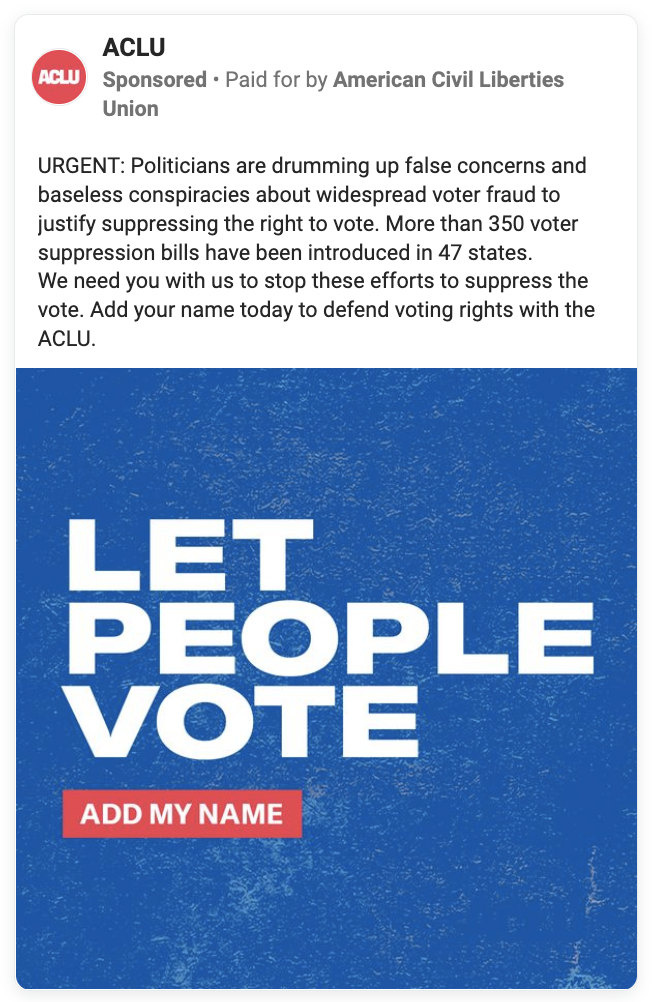 ACLU
ACLU
Sponsored • Paid for by American Civil Liberties
Union
URGENT: Politicians are drumming up false concerns and
baseless conspiracies about widespread voter fraud to
justify suppressing the right to vote. More than 350 voter
suppression bills have been introduced in 47 states.
We need you with us to stop these efforts to suppress the
vote. Add your name today to defend voting rights with the
ACLU.
LET
PEOPLE
VOTE
ADD MY NAME